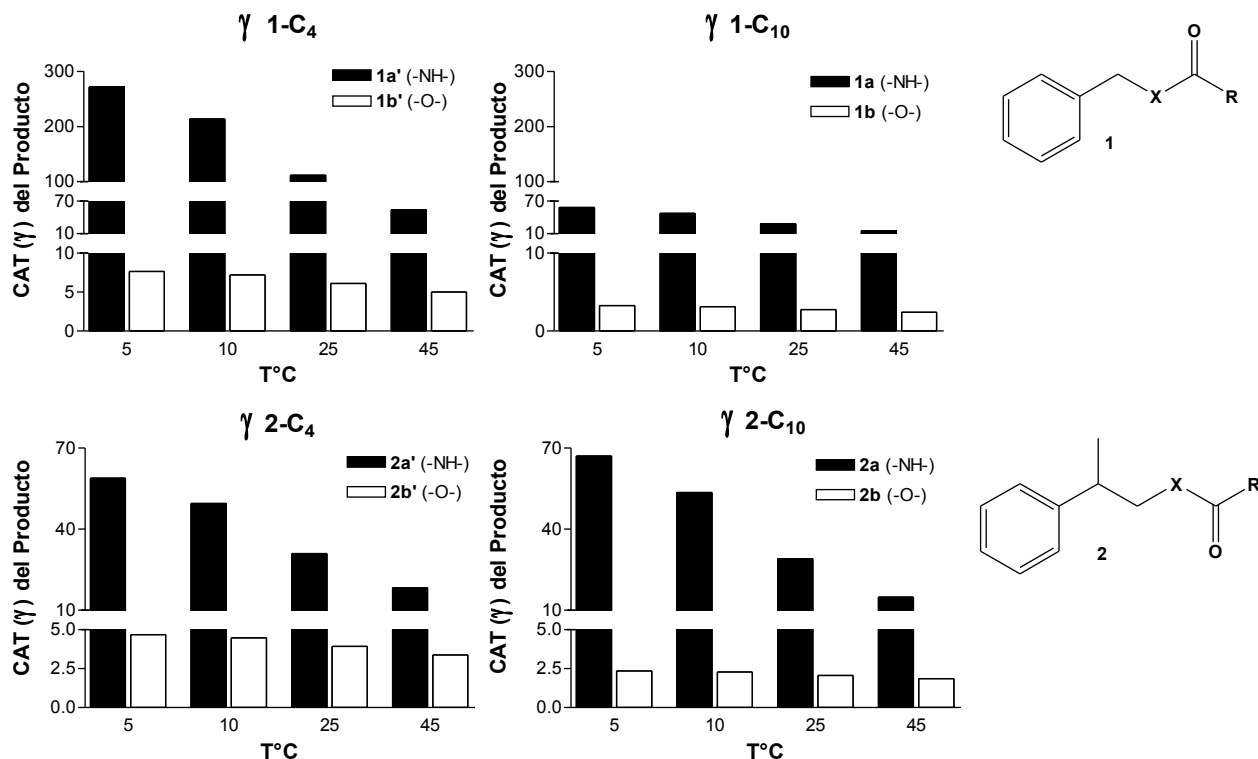 γ 1-C₄
CAT (γ) del Producto
300
200
100
70
10
10
5
0
1a' (-NH-)
1b' (-O-)
5 10 25 45
T°C
γ 1-C₁₀
CAT (γ) del Producto
300
200
100
70
10
10
0
1a (-NH-)
1b (-O-)
5 10 25 45
T°C
O
X R
1
γ 2-C₄
CAT (γ) del Producto
70
40
10
5.0
2.5
0.0
2a' (-NH-)
2b' (-O-)
5 10 25 45
T°C
γ 2-C₁₀
CAT (γ) del Producto
70
40
10
5.0
2.5
0.0
2a (-NH-)
2b (-O-)
5 10 25 45
T°C
X R
O
2